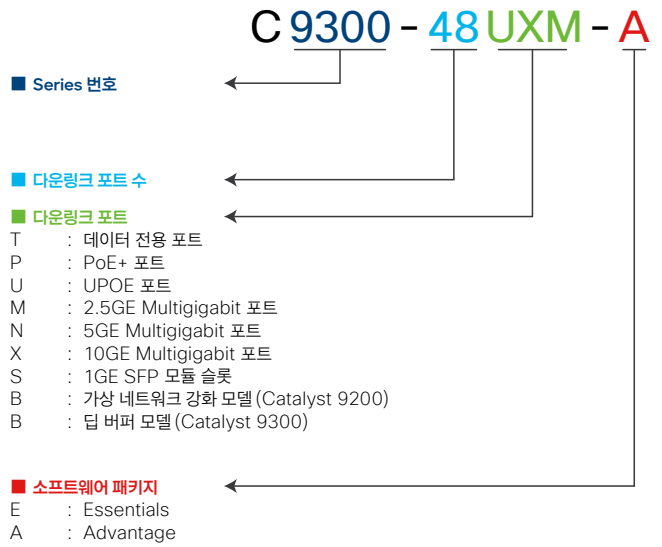 C 9300 - 48 UXM - A
■ Series 번호
■ 다운링크 포트 수
■ 다운링크 포트
T : 데이터 전용 포트
P : PoE+ 포트
U : UPOE 포트
M : 2.5GE Multigigabit 포트
N : 5GE Multigigabit 포트
X : 10GE Multigigabit 포트
S : 1GE SFP 모듈 슬롯
B : 가상 네트워크 강화 모델 (Catalyst 9200)
B : 딥 버퍼 모델 (Catalyst 9300)
■ 소프트웨어 패키지
E : Essentials
A : Advantage